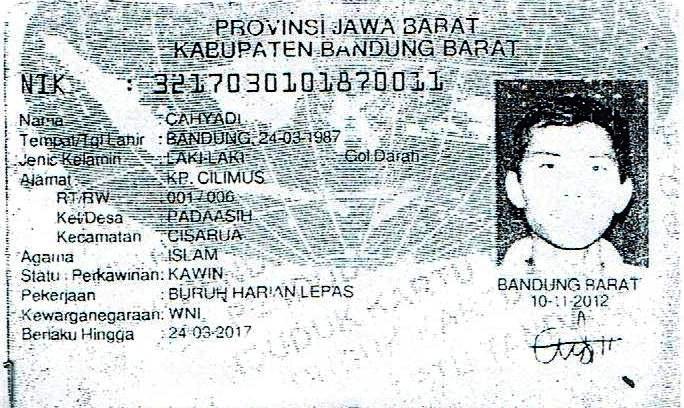 PROVINSI JAWA BARAT
KABUPATEN BANDUNG BARAT
NIK : 3217030101870011
Nama : CAHYADI
Tempat/Tgl Lahir : BANDUNG, 24-03-1987
Jenis Kelamin : LAKI-LAKI Gol Darah
Alamat : KP. CILIMUS
RT/RW : 001/006
Kel/Desa : PADAASIH
Kecamatan : CISARUA
Agama : ISLAM
Status Perkawinan: KAWIN
Pekerjaan : BURUH HARIAN LEPAS
Kewarganegaraan: WNI
Berlaku Hingga : 24-03-2017
BANDUNG BARAT
10-11-2012